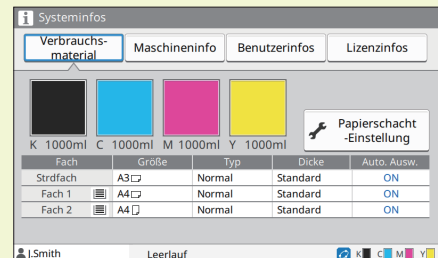 i Systeminfos
Verbrauchs-
material
Maschineninfo
Benutzerinfos
Lizenzinfos
K 1000ml C 1000ml M 1000ml Y 1000ml
Papierschacht
-Einstellung
Fach Größe Typ Dicke Auto. Ausw.
Strdfach A3 Normal Standard ON
Fach 1 A4 Normal Standard ON
Fach 2 A4 Normal Standard ON
J.Smith Leerlauf K C M Y